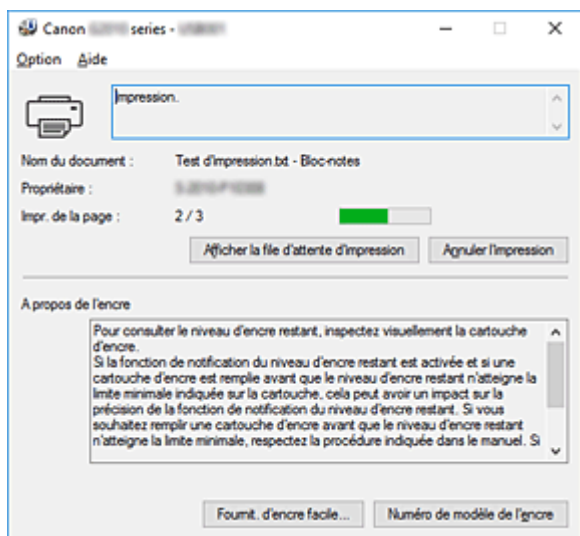 Canon series -
Option Aide
Impression.
Nom du document : Test d'impression.txt - Bloc-notes
Propriétaire :
Impr. de la page : 2 / 3
Afficher la file d'attente d'impression Annuler l'impression
A propos de l'encre
Pour consulter le niveau d'encre restant, inspectez visuellement la cartouche
d'encre.
Si la fonction de notification du niveau d'encre restant est activée et si une
cartouche d'encre est remplie avant que le niveau d'encre restant n'atteigne la
limite minimale indiquée sur la cartouche, cela peut avoir un impact sur la
précision de la fonction de notification du niveau d'encre restant. Si vous
souhaitez remplir une cartouche d'encre avant que le niveau d'encre restant
n'atteigne la limite minimale, respectez la procédure indiquée dans le manuel. Si
Fournit. d'encre facile... Numéro de modèle de l'encre